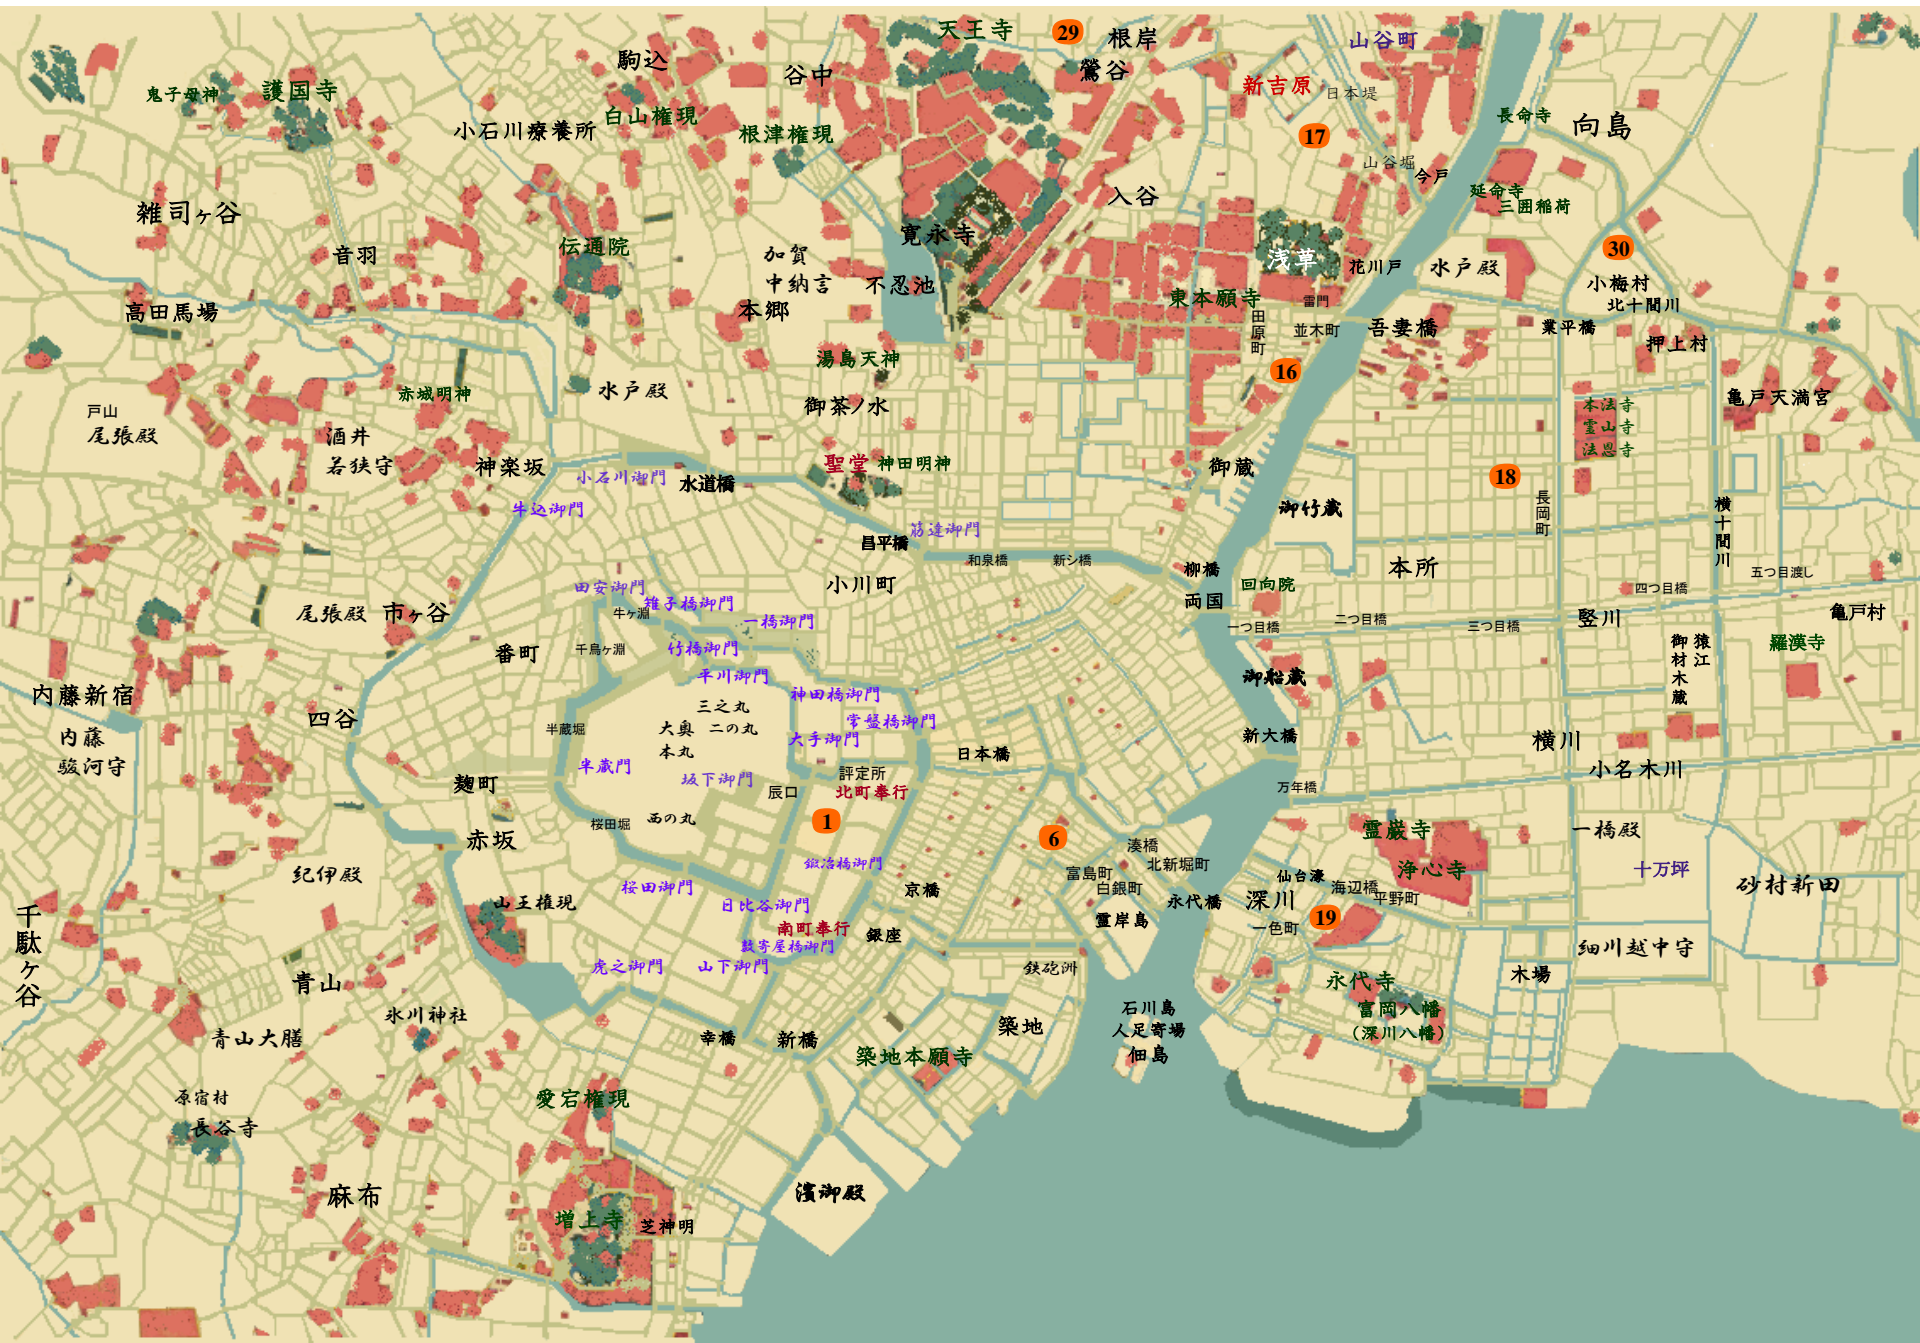 天王寺
29
根岸
鶯谷
山谷町
駒込
谷中
新吉原
日本堤
鬼子母神
護国寺
白山権現
小石川療養所
根津権現
17
長命寺
向島
山谷堀
今戸
延命寺
三囲稲荷
入谷
雑司ヶ谷
音羽
伝通院
加賀
中納言
寛永寺
不忍池
浅草
花川戸
水戸殿
30
小梅村
北十間川
高田馬場
本郷
東本願寺
雷門
田原町
並木町
吾妻橋
業平橋
押上村
湯島天神
16
赤城明神
水戸殿
御茶ノ水
戸山
尾張殿
酒井
若狭守
神楽坂
本法寺
霊山寺
法恩寺
亀戸天満宮
聖堂
神田明神
小石川御門
水道橋
御蔵
18
牛込御門
御竹蔵
長岡町
横十間川
筋違御門
昌平橋
和泉橋
新シ橋
柳橋
本所
五つ目渡し
小川町
回向院
四つ目橋
田安御門
雉子橋御門
両国
尾張殿
市ヶ谷
牛ヶ淵
一橋御門
一つ目橋
二つ目橋
三つ目橋
竪川
亀戸村
番町
千鳥ヶ淵
竹橋御門
猿江
御材木蔵
羅漢寺
平川御門
御船蔵
内藤新宿
神田橋御門
四谷
三之丸
常盤橋御門
大奥
二の丸
大手御門
半蔵堀
新大橋
横川
内藤
駿河守
本丸
日本橋
半蔵門
坂下御門
評定所
小名木川
麹町
辰口
北町奉行
万年橋
桜田堀
西の丸
1
6
赤坂
湊橋
霊巌寺
一橋殿
鍛冶橋御門
北新堀町
浄心寺
紀伊殿
富島町
仙台濠
十万坪
桜田御門
京橋
白銀町
海辺橋
砂村新田
山王権現
日比谷御門
永代橋
深川
平野町
千駄ヶ谷
南町奉行
銀座
霊岸島
19
一色町
数寄屋橋御門
細川越中守
虎之御門
山下御門
鉄砲洲
木場
青山
永代寺
氷川神社
石川島
人足寄場
佃島
富岡八幡
(深川八幡)
青山大膳
幸橋
新橋
築地
築地本願寺
原宿村
長谷寺
愛宕権現
麻布
濱御殿
増上寺
芝神明